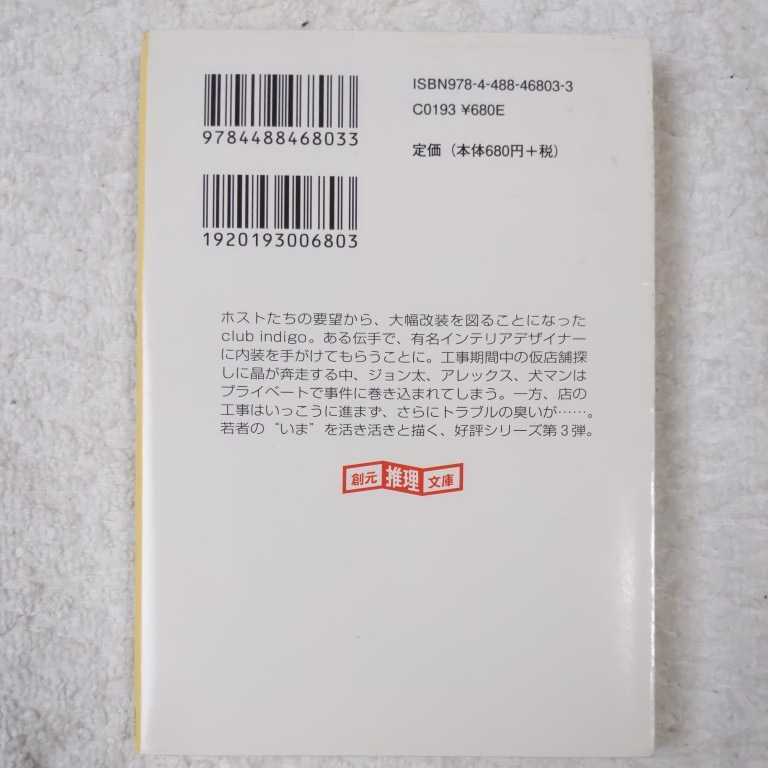 ISBN978-4-488-46803-3
C0193 ¥680E
9784488468033
定価（本体680円＋税）
1920193006803
ホストたちの要望から、大幅改装を図ることになった
club indigo。ある伝手で、有名インテリアデザイナー
に内装を手がけてもらうことに。工事期間中の仮店舗探
しに晶が奔走する中、ジョン太、アレックス、犬マンは
プライベートで事件に巻き込まれてしまう。一方、店の
工事はいっこうに進まず、さらにトラブルの臭いが……。
若者の〝いま〟を活き活きと描く、好評シリーズ第3弾。
創元推理文庫